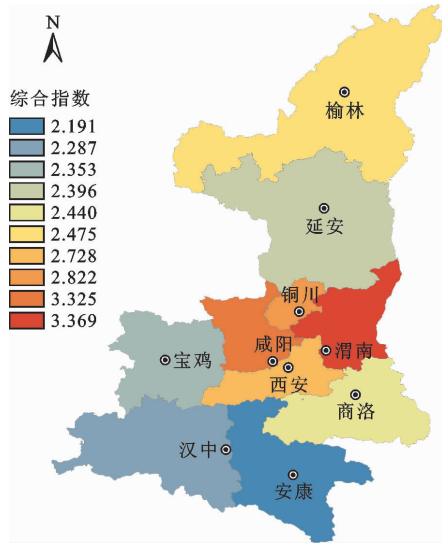 N
综合指数
2.191
2.287
2.353
2.396
2.440
2.475
2.728
2.822
3.325
3.369
榆林
延安
铜川
咸阳
渭南
宝鸡
西安
商洛
汉中
安康